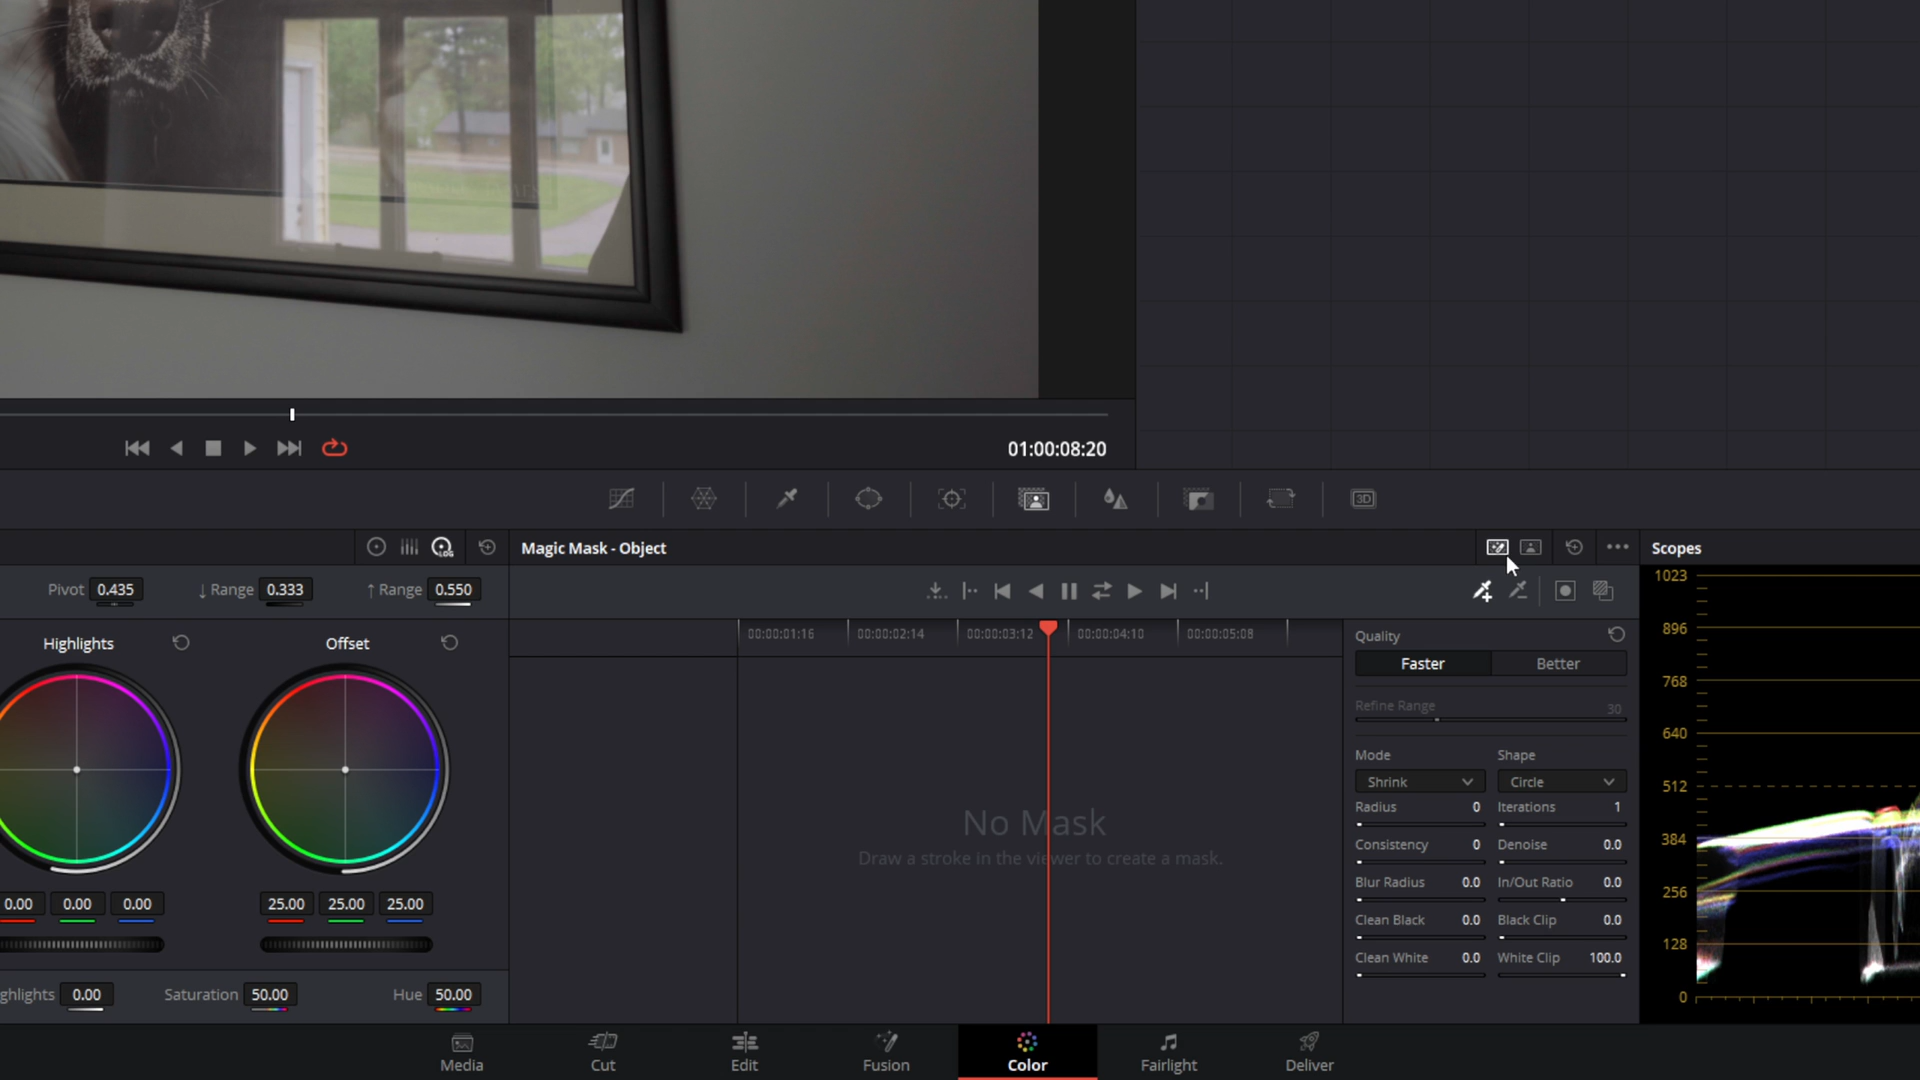 01:00:08:20
3D
LOG
Magic Mask - Object
Scopes
Pivot 0.435 ↓ Range 0.333 ↑ Range 0.550
1023
896
768
640
512
384
256
128
0
Highlights
Offset
00:00:01:16 00:00:02:14 00:00:03:12 00:00:04:10 00:00:05:08
Quality
Faster Better
Refine Range 30
Mode Shape
Shrink Circle
Radius 0 Iterations 1
Consistency 0 Denoise 0.0
Blur Radius 0.0 In/Out Ratio 0.0
Clean Black 0.0 Black Clip 0.0
Clean White 0.0 White Clip 100.0
No Mask
Draw a stroke in the viewer to create a mask.
0.00 0.00 0.00 25.00 25.00 25.00
ghlights 0.00 Saturation 50.00 Hue 50.00
Media Cut Edit Fusion Color Fairlight Deliver